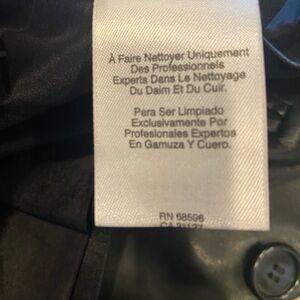 À Faire Nettoyer Uniquement
Des Professionnels
Experts Dans Le Nettoyage
Du Daim Et Du Cuir.
Para Ser Limpiado
Exclusivamente Por
Profesionales Expertos
En Gamuza Y Cuero.
RN 68596
CA